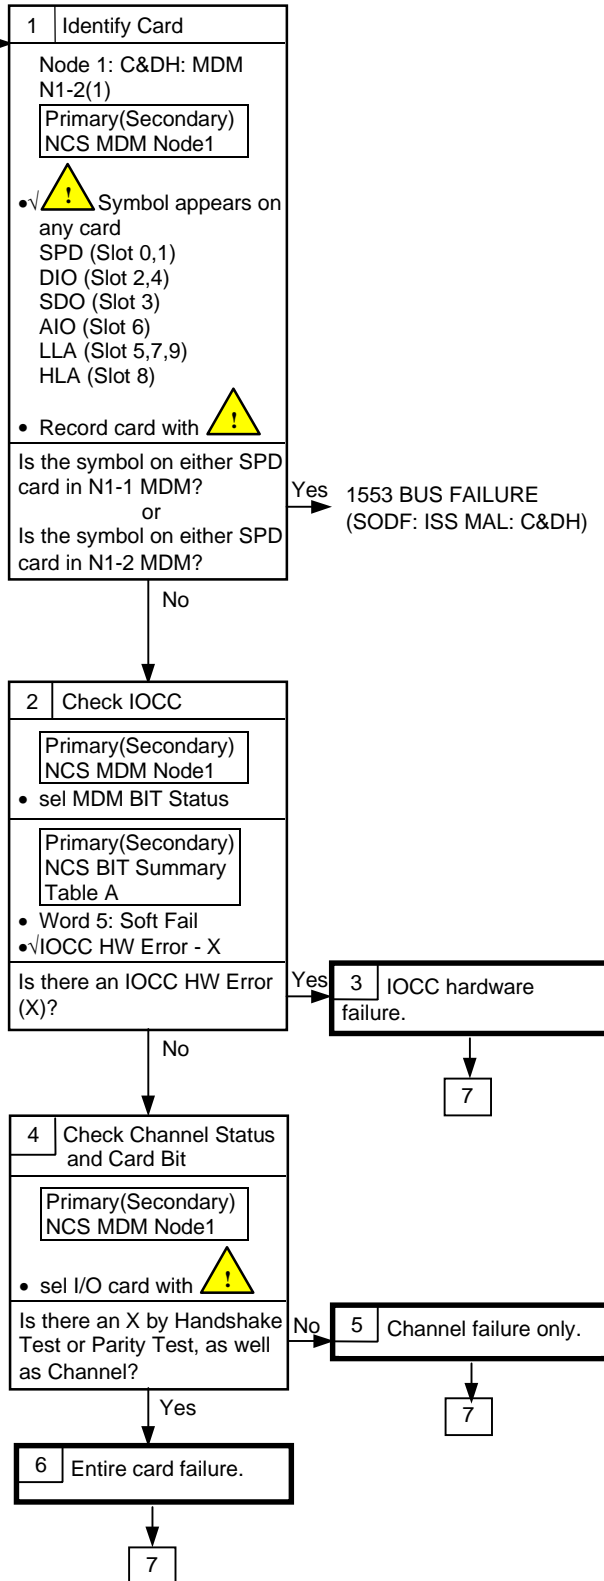 1 Identify Card
Node 1: C&DH: MDM
N1-2(1)
Primary(Secondary)
NCS MDM Node1
•√ ! Symbol appears on
any card
SPD (Slot 0,1)
DIO (Slot 2,4)
SDO (Slot 3)
AIO (Slot 6)
LLA (Slot 5,7,9)
HLA (Slot 8)
• Record card with !
Is the symbol on either SPD
card in N1-1 MDM?
or
Is the symbol on either SPD
card in N1-2 MDM?
Yes
1553 BUS FAILURE
(SODF: ISS MAL: C&DH)
No
2 Check IOCC
Primary(Secondary)
NCS MDM Node1
• sel MDM BIT Status
Primary(Secondary)
NCS BIT Summary
Table A
• Word 5: Soft Fail
•√IOCC HW Error - X
Is there an IOCC HW Error
(X)?
Yes
3 IOCC hardware
failure.
7
No
4 Check Channel Status
and Card Bit
Primary(Secondary)
NCS MDM Node1
• sel I/O card with !
Is there an X by Handshake
Test or Parity Test, as well
as Channel?
No
5 Channel failure only.
7
Yes
6 Entire card failure.
7